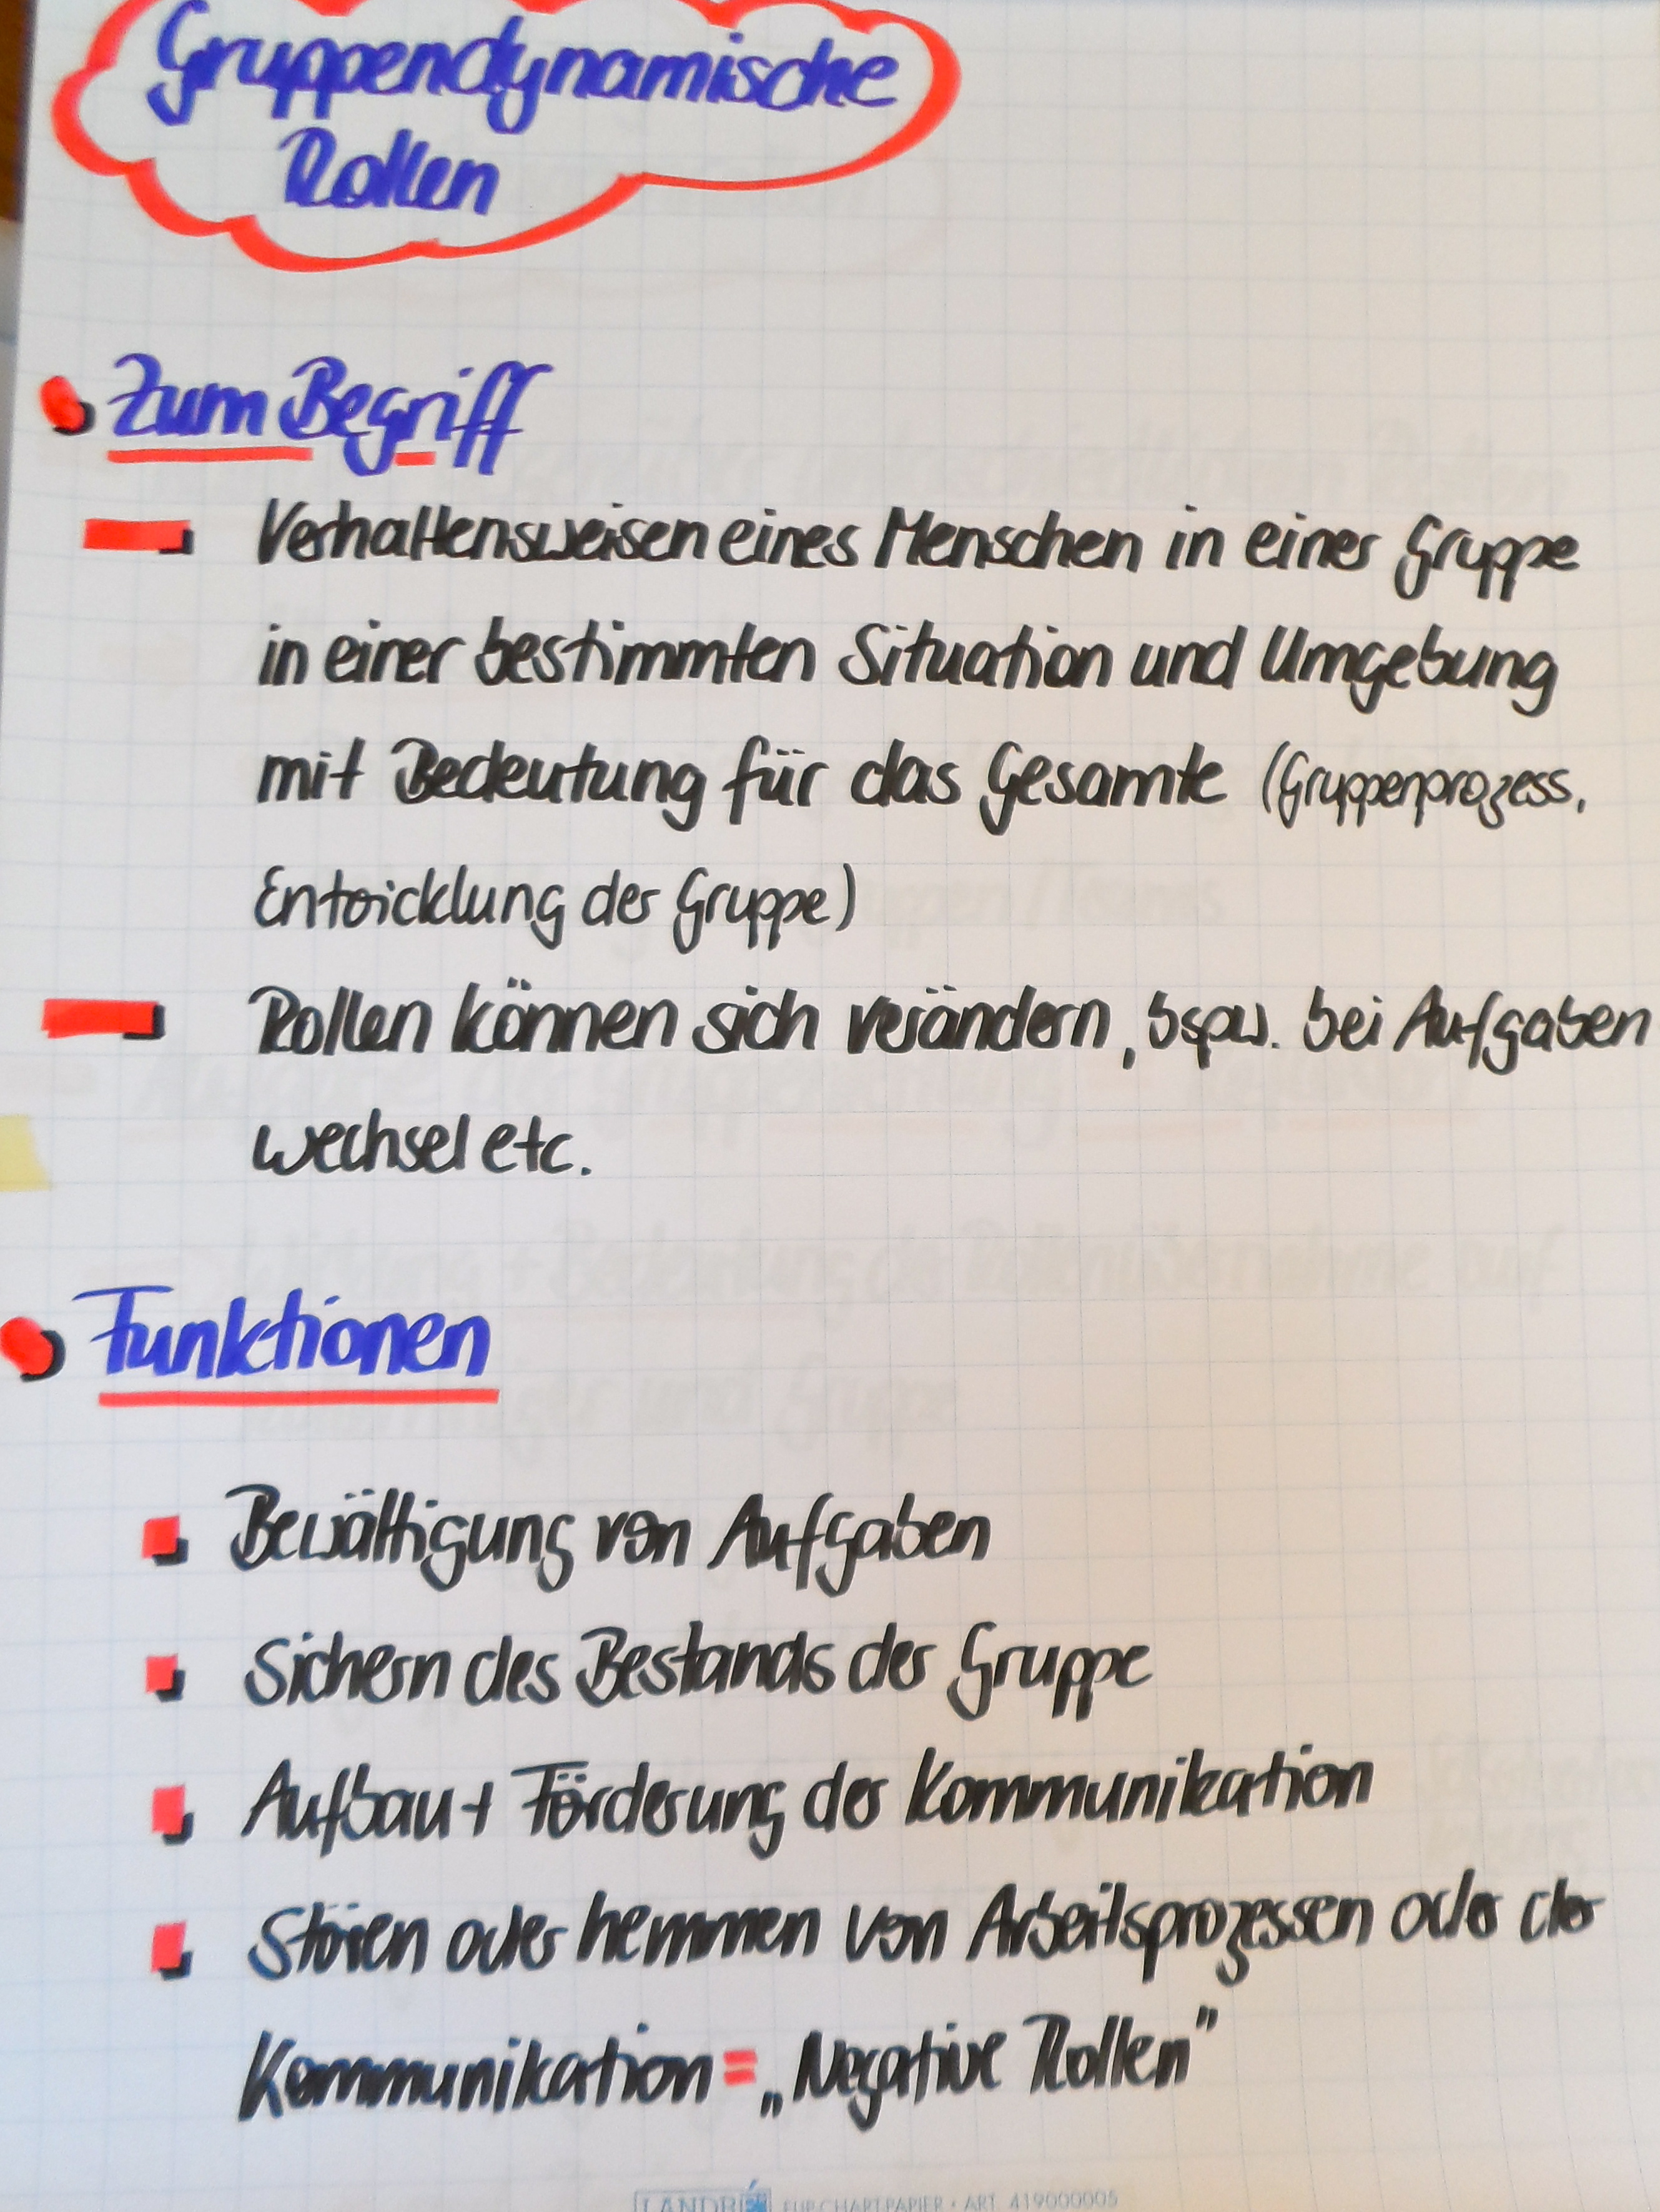 Gruppendynamische
Rollen
Zum Begriff
Verhaltensweisen eines Menschen in einer Gruppe
in einer bestimmten Situation und Umgebung
mit Bedeutung für das Gesamte (Gruppenprozess,
Entwicklung der Gruppe)
Rollen können sich verändern, bspw. bei Aufgaben
wechsel etc.
Funktionen
Bewältigung von Aufgaben
Sichern des Bestands der Gruppe
Aufbau + Förderung der Kommunikation
Stören oder hemmen von Arbeitsprozessen oder der
Kommunikation = „Negative Rollen"
LANDRÉ FLIPCHARTPAPIER • ART. 419000005